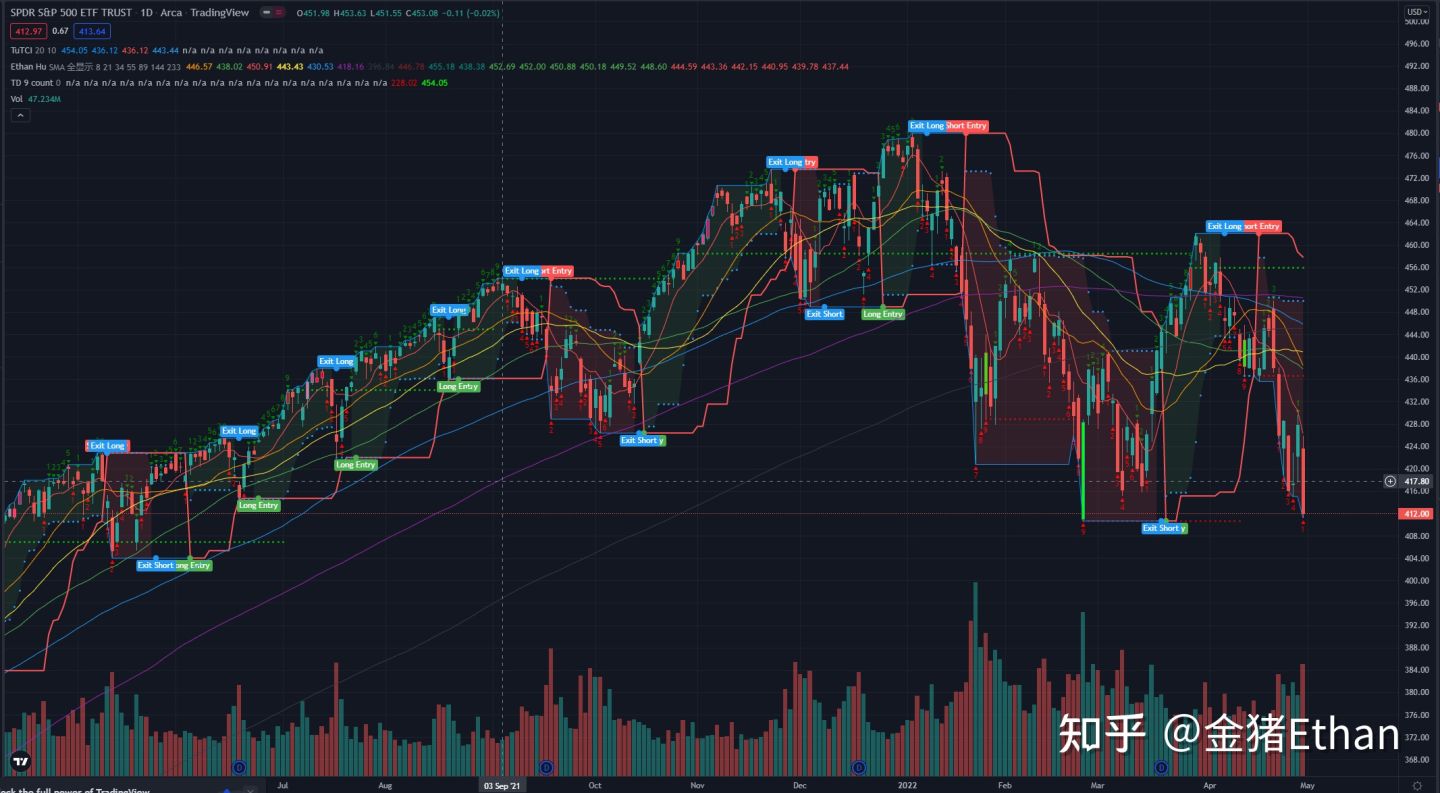 SPDR S&P 500 ETF TRUST · 1D · Arca · TradingView O451.98 H453.63 L451.55 C453.08 −0.11 (−0.02%)
412.97 0.67 413.64
TuTCI 20 10 454.05 436.12 436.12 443.44 n/a n/a n/a n/a n/a n/a n/a n/a
Ethan Hu SMA 全显示 8 21 34 55 89 144 233 446.57 438.02 450.91 443.43 430.53 418.16 396.84 446.78 455.18 438.38 452.69 452.00 450.88 450.18 449.52 448.60 444.59 443.36 442.15 440.95 439.78 437.44
TD 9 count 0 n/a n/a n/a n/a n/a n/a n/a n/a n/a n/a n/a n/a n/a n/a n/a n/a n/a n/a 228.02 454.05
Vol 47.234M
USD
500.00
496.00
492.00
488.00
484.00
480.00
476.00
472.00
468.00
464.00
460.00
456.00
452.00
448.00
444.00
440.00
436.00
432.00
428.00
424.00
420.00
417.80
416.00
412.00
408.00
404.00
400.00
396.00
392.00
388.00
384.00
380.00
376.00
372.00
368.00
Exit Long Short Entry
Exit Long try
Exit Long ort Entry
Exit Long ort Entry
Exit Long
Exit Short
Long Entry
Exit Long
Long Entry
Exit Long
Exit Long
Exit Short y
Long Entry
Long Entry
Exit Short y
Exit Short ong Entry
知乎 @金猪Ethan
Jul Aug 03 Sep '21 Oct Nov Dec 2022 Feb Mar Apr May
ock the full power of TradingView